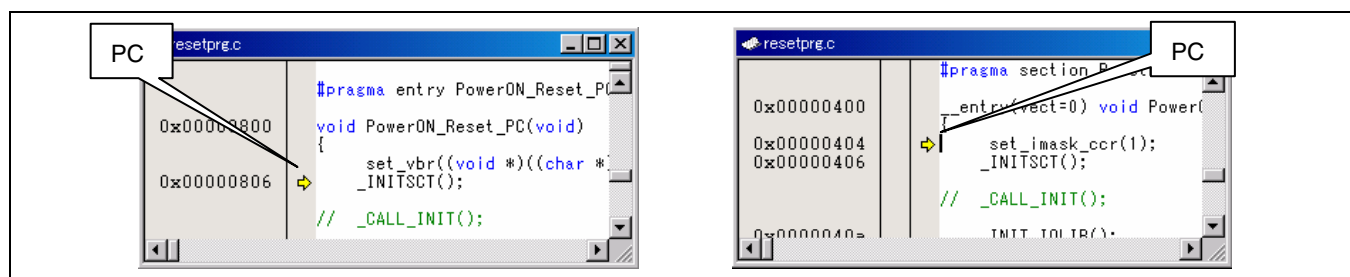 PC
resetprg.c
#pragma entry PowerON_Reset_P
0x00000800 void PowerON_Reset_PC(void)
{
set_vbr((void *)((char *)
0x00000806 _INITSCT();
// _CALL_INIT();
resetprg.c
PC
#pragma section
0x00000400 __entry(vect=0) void Power
{
0x00000404 set_imask_ccr(1);
0x00000406 _INITSCT();
// _CALL_INIT();